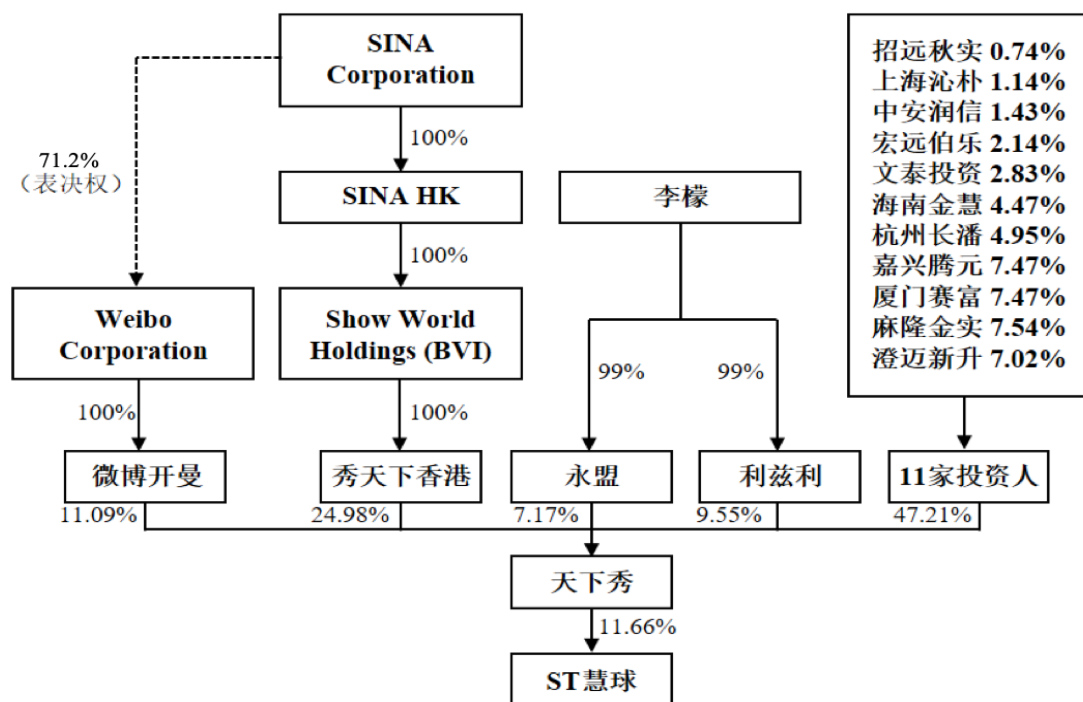 SINA
Corporation
招远秋实 0.74%
上海沁朴 1.14%
中安润信 1.43%
宏远伯乐 2.14%
文泰投资 2.83%
海南金慧 4.47%
杭州长潘 4.95%
嘉兴腾元 7.47%
厦门赛富 7.47%
麻隆金实 7.54%
澄迈新升 7.02%
100%
71.2%
（表决权）
SINA HK
李檬
100%
Weibo
Corporation
Show World
Holdings (BVI)
99%
99%
100%
100%
微博开曼
秀天下香港
永盟
利兹利
11家投资人
11.09%
24.98%
7.17%
9.55%
47.21%
天下秀
11.66%
ST慧球